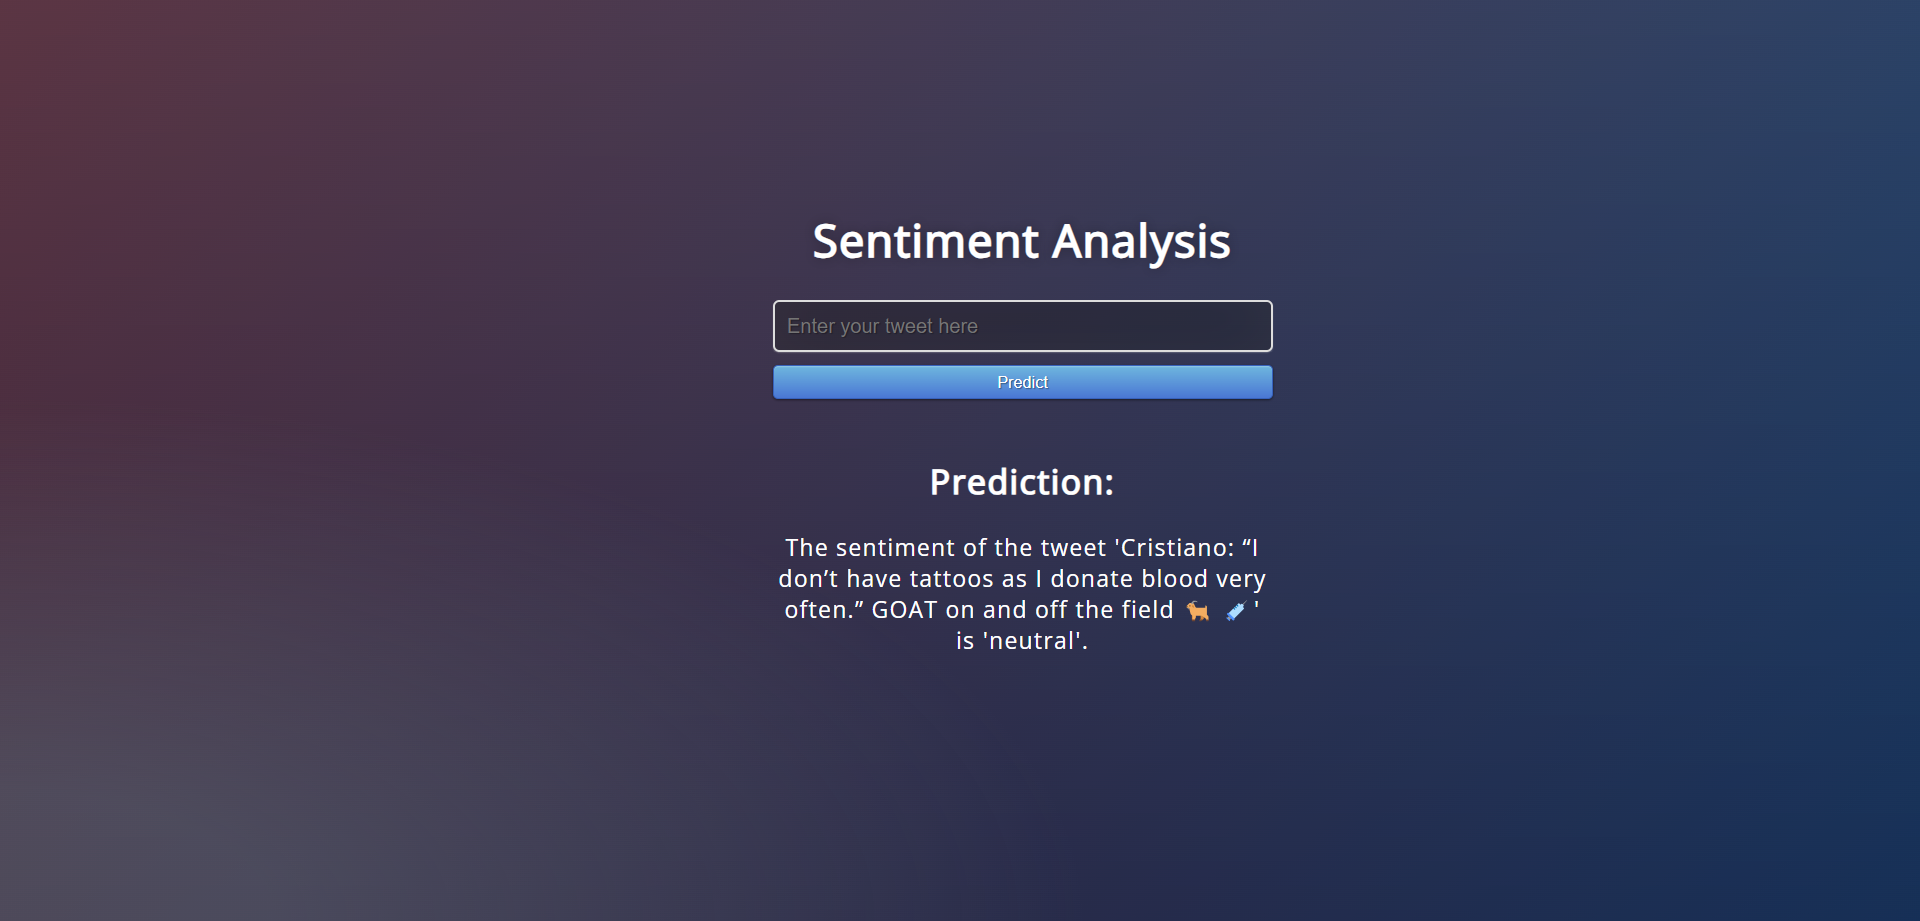 Sentiment Analysis
Enter your tweet here
Predict
Prediction:
The sentiment of the tweet 'Cristiano: “I
don’t have tattoos as I donate blood very
often.” GOAT on and off the field 🐐 💉'
is 'neutral'.